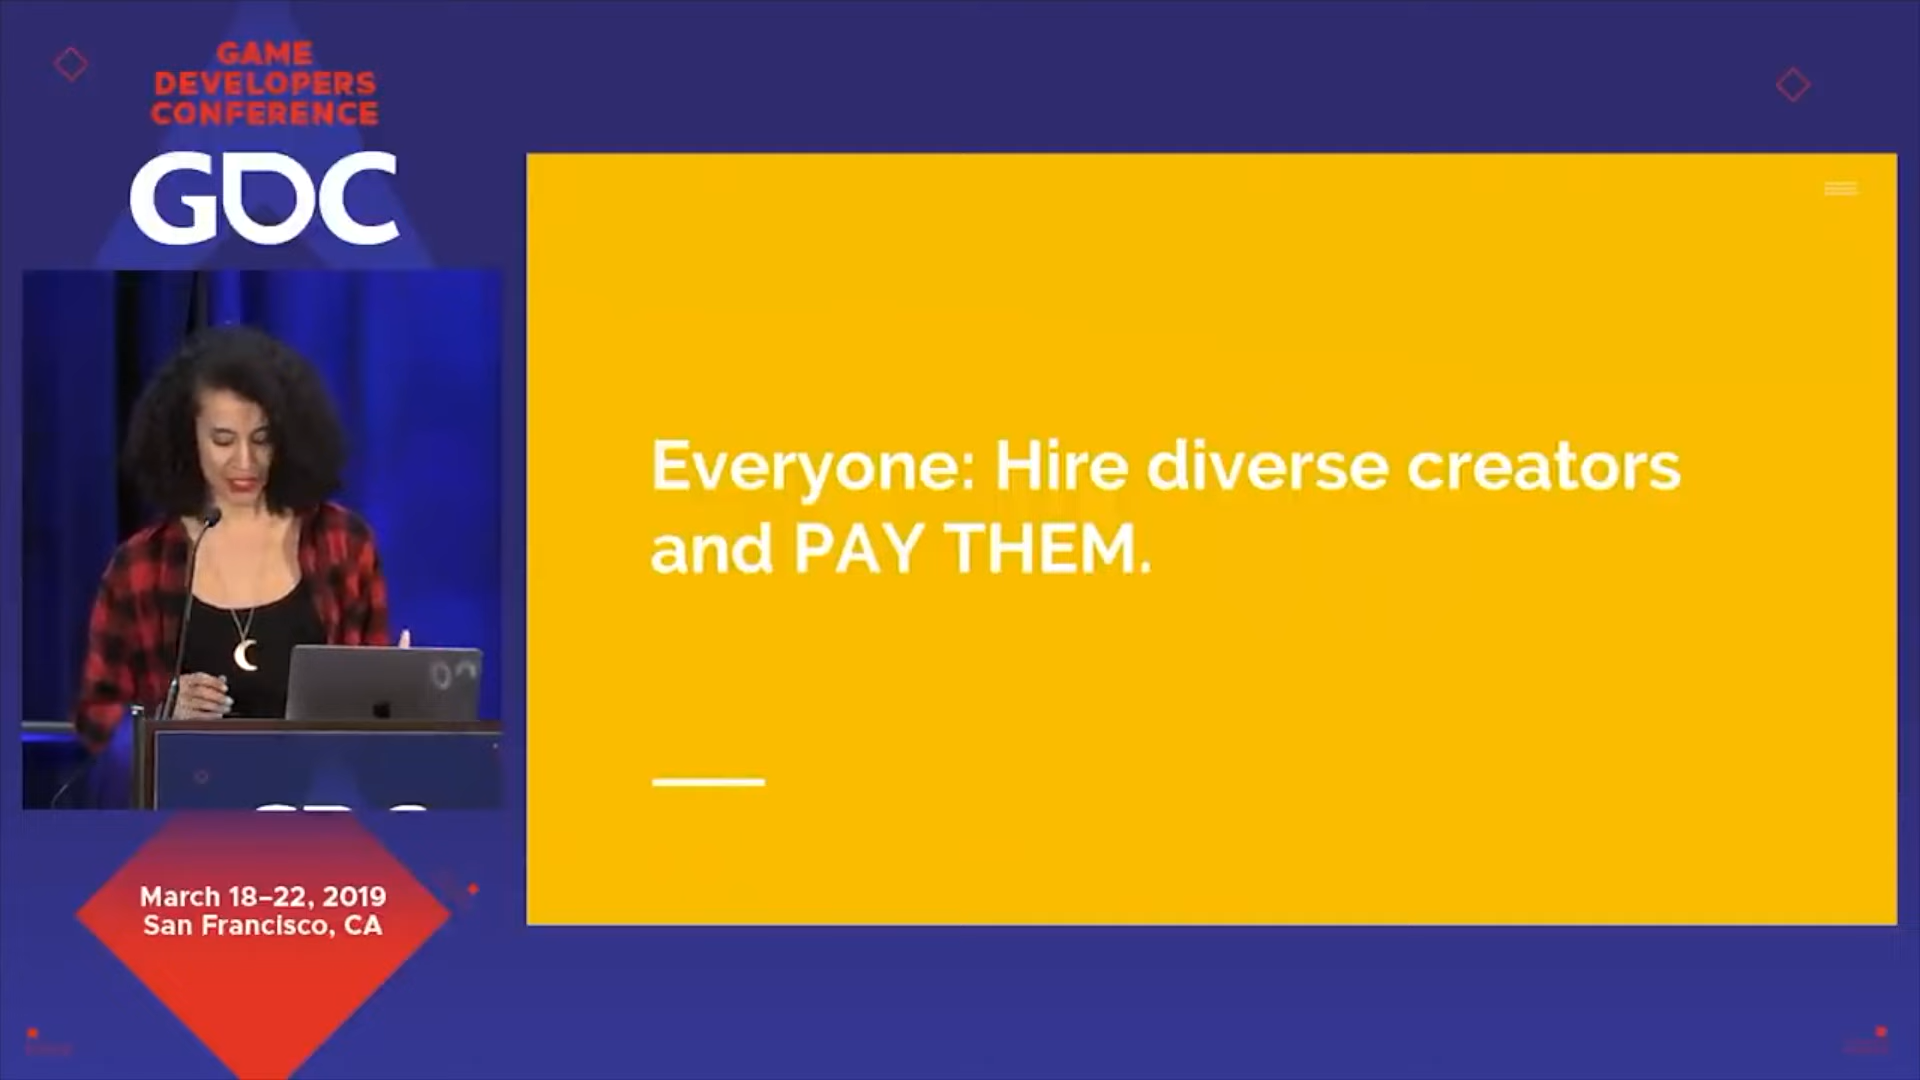 GAME
DEVELOPERS
CONFERENCE
GDC
Everyone: Hire diverse creators
and PAY THEM.
March 18–22, 2019
San Francisco, CA